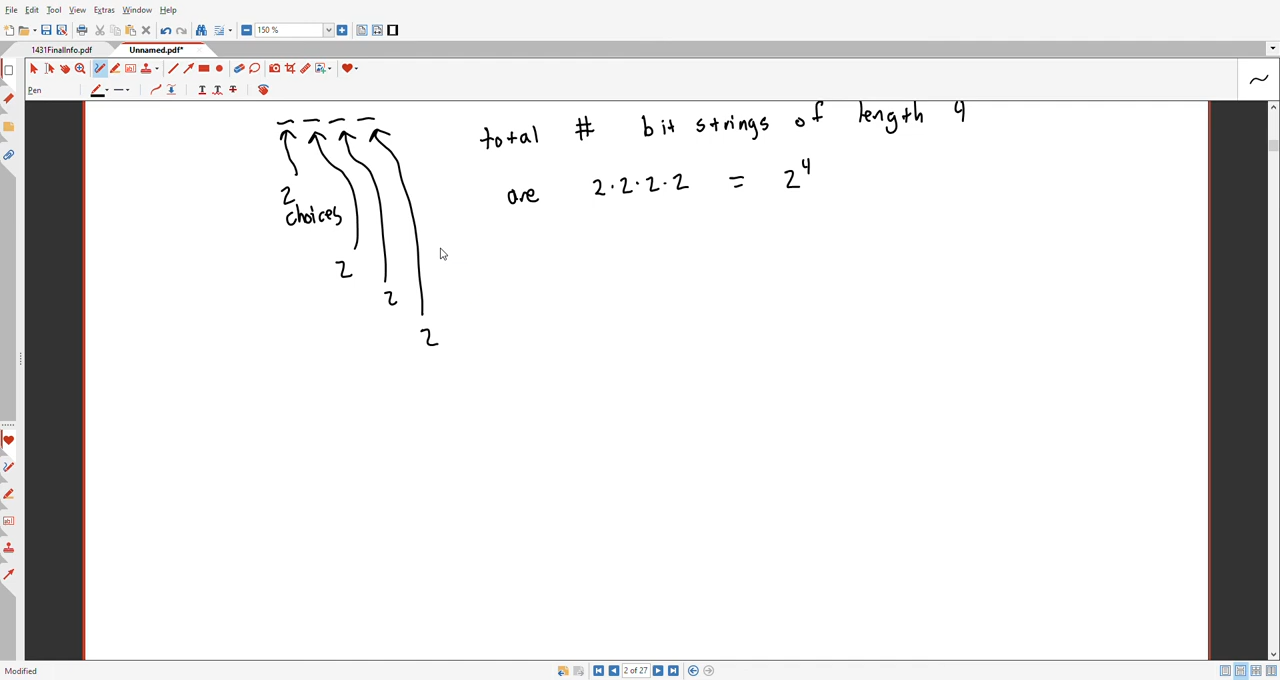 File Edit Tool View Extras Window Help
150 %
1431FinalInfo.pdf Unnamed.pdf*
Pen
total # bit strings of length 4
are 2·2·2·2 = 2⁴
2
choices
2
2
2
Modified
2 of 27